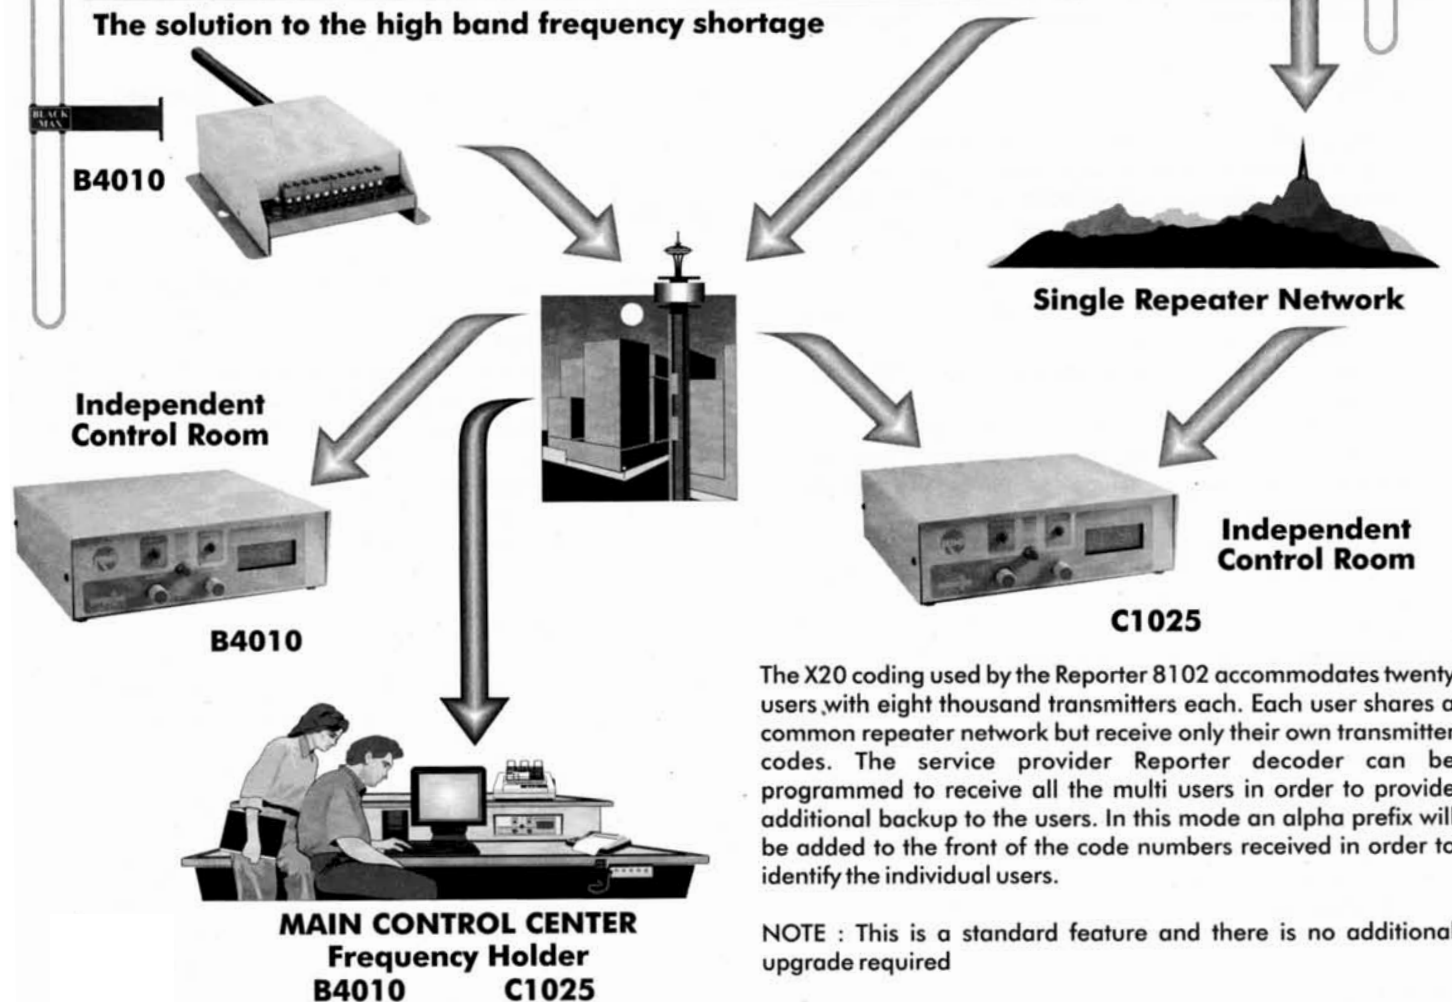 The solution to the high band frequency shortage
BLACK
MAX
B4010
Single Repeater Network
Independent
Control Room
B4010
Independent
Control Room
C1025
The X20 coding used by the Reporter 8102 accommodates twenty
users with eight thousand transmitters each. Each user shares a
common repeater network but receive only their own transmitter
codes. The service provider Reporter decoder can be
programmed to receive all the multi users in order to provide
additional backup to the users. In this mode an alpha prefix will
be added to the front of the code numbers received in order to
identify the individual users.
NOTE : This is a standard feature and there is no additional
upgrade required
MAIN CONTROL CENTER
Frequency Holder
B4010 C1025